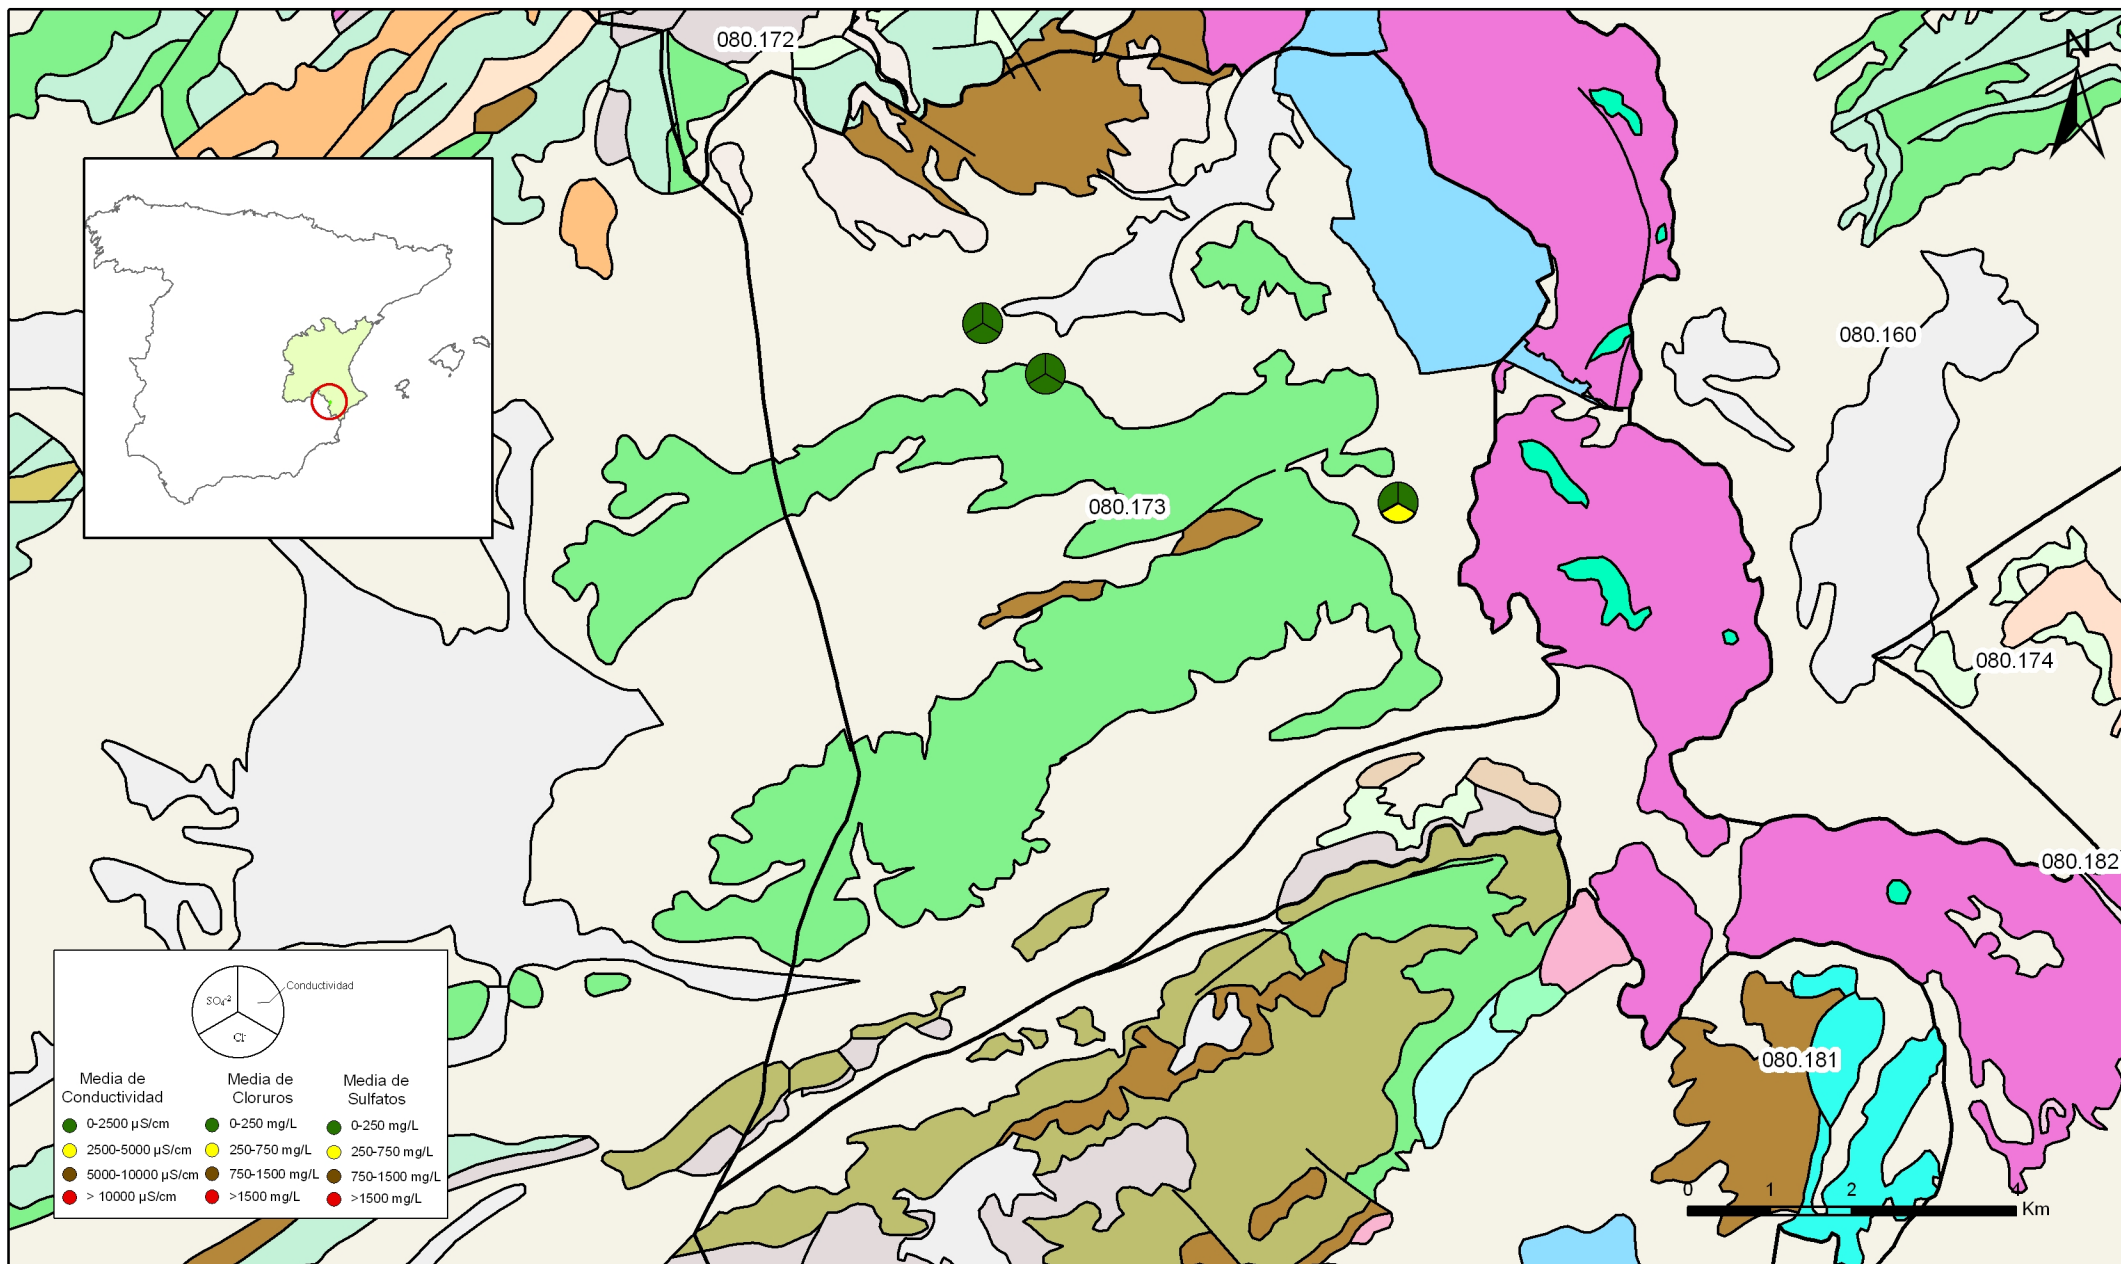 080.172
N
080.160
080.173
080.174
080.182
080.181
SO₄⁻²
Conductividad
Cl⁻
Media de Conductividad
0-2500 µS/cm
2500-5000 µS/cm
5000-10000 µS/cm
> 10000 µS/cm
Media de Cloruros
0-250 mg/L
250-750 mg/L
750-1500 mg/L
>1500 mg/L
Media de Sulfatos
0-250 mg/L
250-750 mg/L
750-1500 mg/L
>1500 mg/L
0 1 2 4
Km